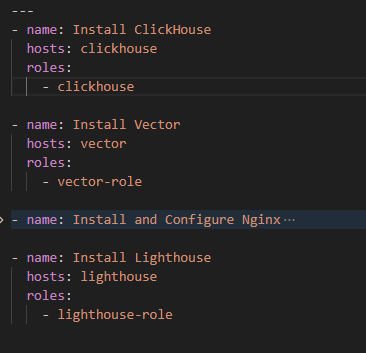 ---
- name: Install ClickHouse
  hosts: clickhouse
  roles:
    - clickhouse
- name: Install Vector
  hosts: vector
  roles:
    - vector-role
- name: Install and Configure Nginx…
- name: Install Lighthouse
  hosts: lighthouse
  roles:
    - lighthouse-role